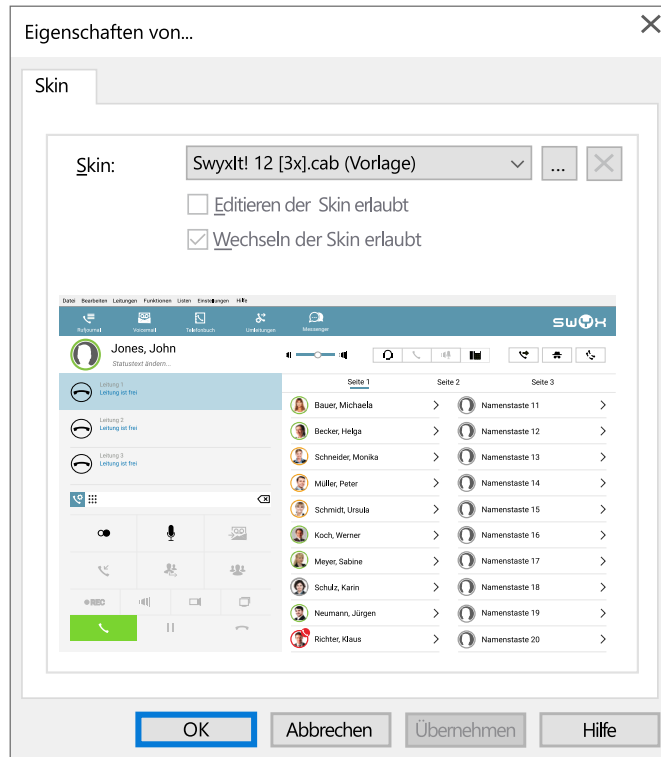 Eigenschaften von...
Skin
Skin: SwyxIt! 12 [3x].cab (Vorlage) ...
Editieren der Skin erlaubt
Wechseln der Skin erlaubt
Datei Bearbeiten Leitungen Funktionen Listen Einstellungen Hilfe
Rufjournal Voicemail Telefonbuch Umleitungen Messenger swyx
Jones, John
Statustext ändern...
Seite 1 Seite 2 Seite 3
Leitung 1
Leitung ist frei
Leitung 2
Leitung ist frei
Leitung 3
Leitung ist frei
REC
Bauer, Michaela Namenstaste 11
Becker, Helga Namenstaste 12
Schneider, Monika Namenstaste 13
Müller, Peter Namenstaste 14
Schmidt, Ursula Namenstaste 15
Koch, Werner Namenstaste 16
Meyer, Sabine Namenstaste 17
Schulz, Karin Namenstaste 18
Neumann, Jürgen Namenstaste 19
Richter, Klaus Namenstaste 20
OK Abbrechen Übernehmen Hilfe